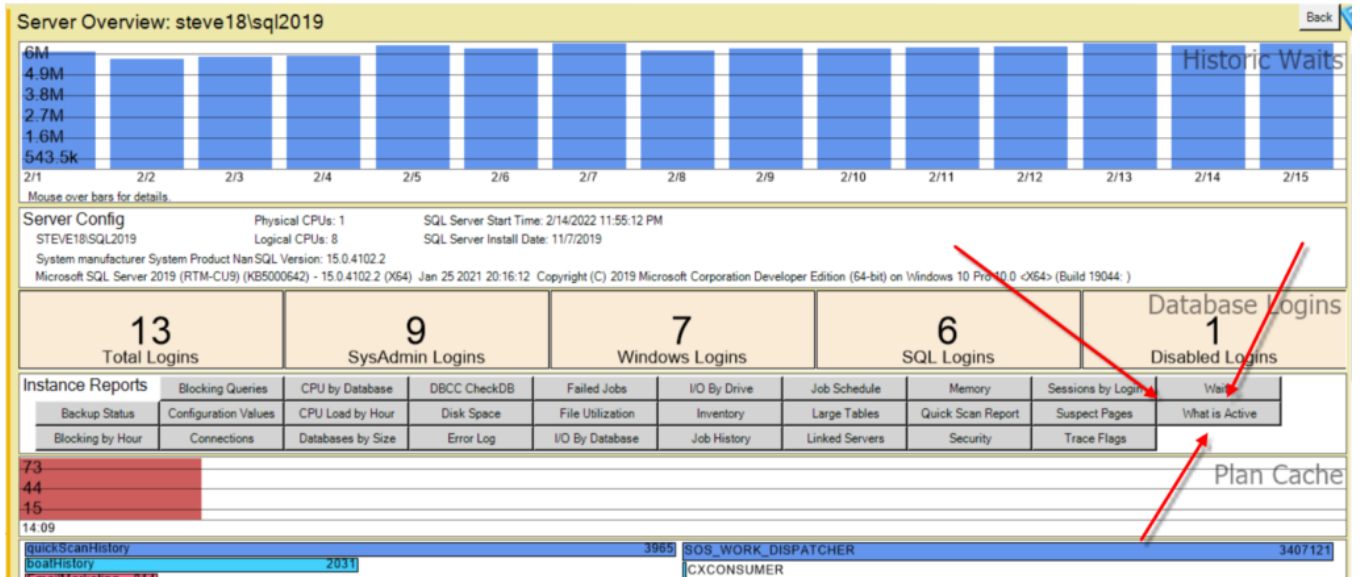 Server Overview: steve18\sql2019 Back
Historic Waits
6M
4.9M
3.8M
2.7M
1.6M
543.5k
2/1 2/2 2/3 2/4 2/5 2/6 2/7 2/8 2/9 2/10 2/11 2/12 2/13 2/14 2/15
Mouse over bars for details.
Server Config Physical CPUs: 1 SQL Server Start Time: 2/14/2022 11:55:12 PM
STEVE18\SQL2019 Logical CPUs: 8 SQL Server Install Date: 11/7/2019
System manufacturer System Product Nan SQL Version: 15.0.4102.2
Microsoft SQL Server 2019 (RTM-CU9) (KB5000642) - 15.0.4102.2 (X64) Jan 25 2021 20:16:12 Copyright (C) 2019 Microsoft Corporation Developer Edition (64-bit) on Windows 10 Pro 10.0 <X64> (Build 19044: )
Database Logins
13 9 7 6 1
Total Logins SysAdmin Logins Windows Logins SQL Logins Disabled Logins
Instance Reports Blocking Queries CPU by Database DBCC CheckDB Failed Jobs I/O By Drive Job Schedule Memory Sessions by Login Waits
Backup Status Configuration Values CPU Load by Hour Disk Space File Utilization Inventory Large Tables Quick Scan Report Suspect Pages What is Active
Blocking by Hour Connections Databases by Size Error Log I/O By Database Job History Linked Servers Security Trace Flags
Plan Cache
73
44
15
14:09
quickScanHistory 3965 SOS_WORK_DISPATCHER 3407121
boatHistory 2031 CXCONSUMER